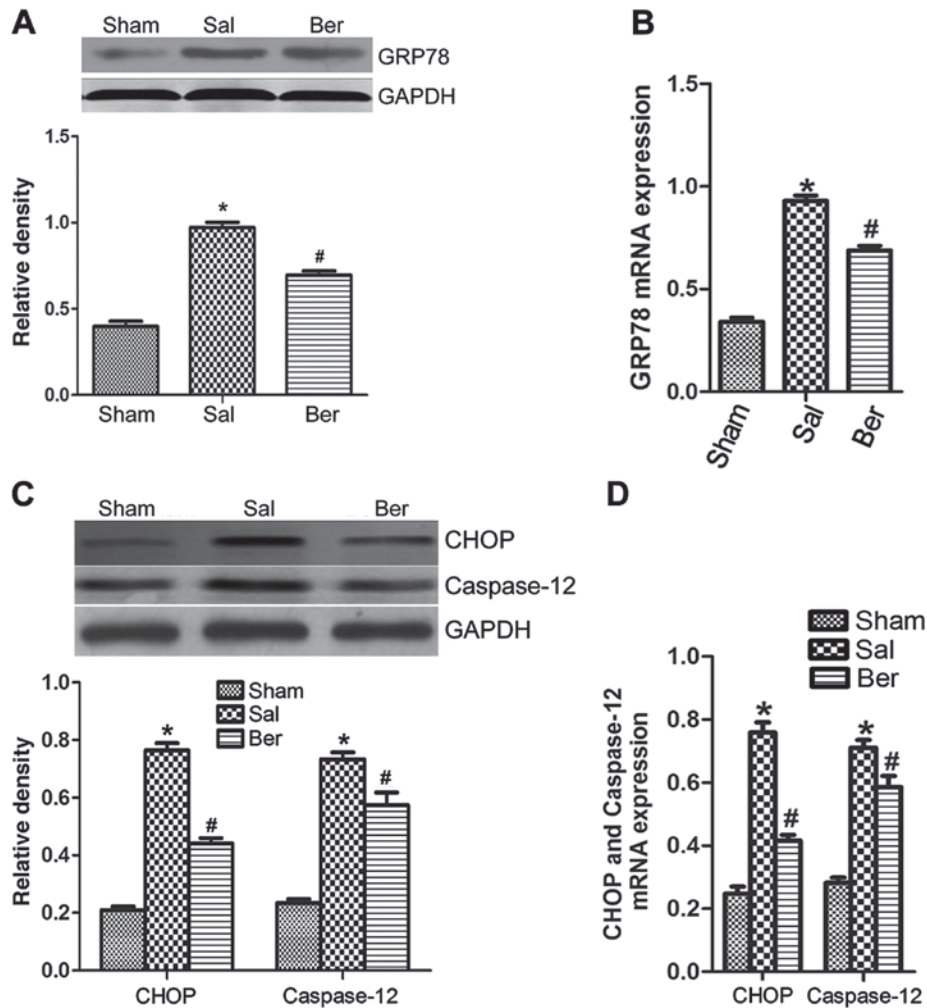 A
Sham Sal Ber
GRP78
GAPDH
Relative density
1.5
1.0
0.5
0.0
*
#
Sham Sal Ber
B
GRP78 mRNA expression
1.5
1.0
0.5
0.0
*
#
Sham Sal Ber
C
Sham Sal Ber
CHOP
Caspase-12
GAPDH
Relative density
1.0
0.8
0.6
0.4
0.2
0.0
Sham
Sal
Ber
*
#
*
#
CHOP Caspase-12
D
Sham
Sal
Ber
CHOP and Caspase-12
mRNA expression
1.0
0.8
0.6
0.4
0.2
0.0
*
#
*
#
CHOP Caspase-12